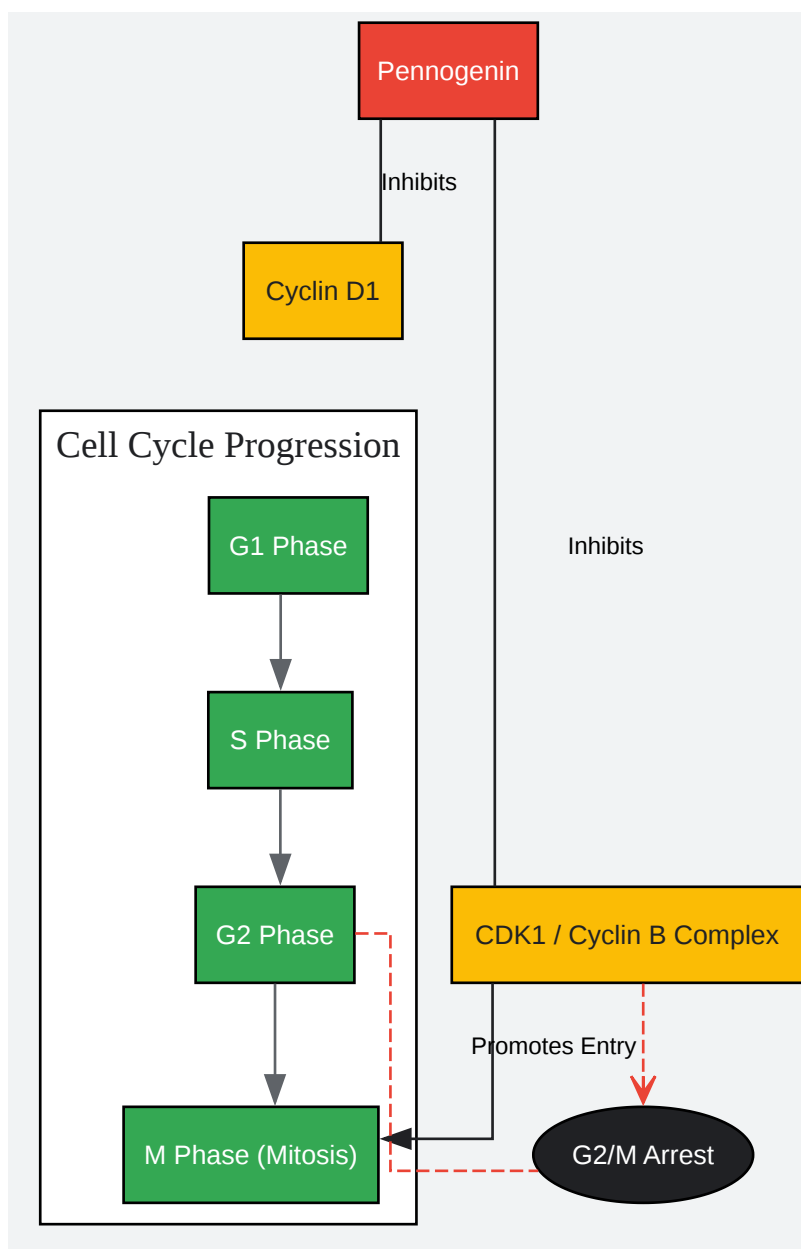 Pennogenin
Inhibits
Cyclin D1
Cell Cycle Progression
G1 Phase
Inhibits
S Phase
G2 Phase
CDK1 / Cyclin B Complex
Promotes Entry
M Phase (Mitosis)
G2/M Arrest